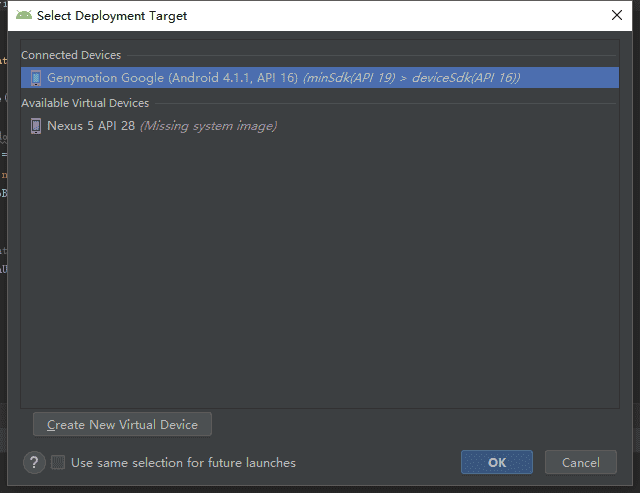 Select Deployment Target
Connected Devices
Genymotion Google (Android 4.1.1, API 16) (minSdk(API 19) > deviceSdk(API 16))
Available Virtual Devices
Nexus 5 API 28 (Missing system image)
Create New Virtual Device
? Use same selection for future launches OK Cancel